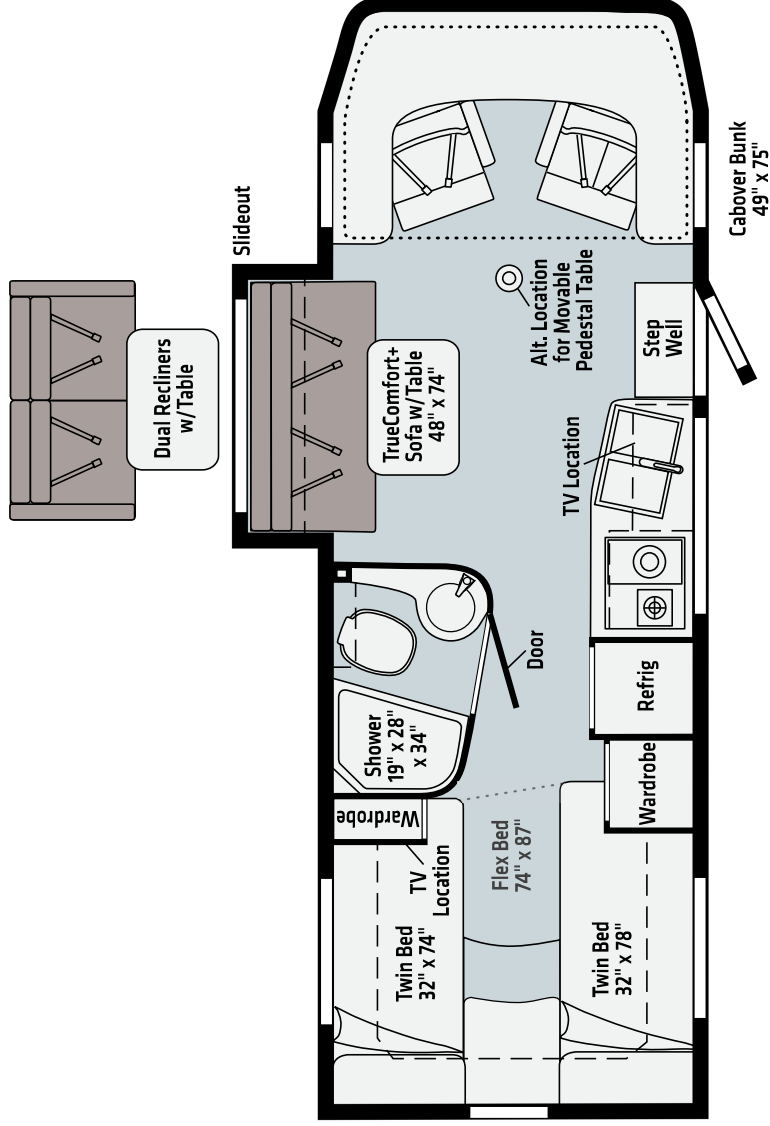 Dual Recliners
w/Table
Slideout
TrueComfort+
Sofa w/Table
48" x 74"
Alt. Location
for Movable
Pedestal Table
Cabover Bunk
49" x 75"
Step
Well
TV Location
Door
Refrig
Wardrobe
Shower
19" x 28"
x 34"
Wardrobe
TV
Location
Flex Bed
74" x 87"
Twin Bed
32" x 74"
Twin Bed
32" x 78"